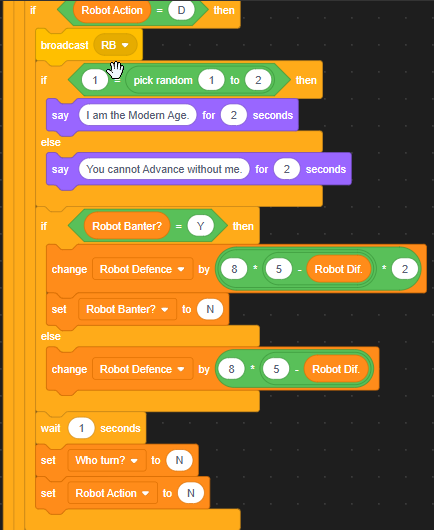 if Robot Action = D then
broadcast RB
if 1 = pick random 1 to 2 then
say I am the Modern Age. for 2 seconds
else
say You cannot Advance without me. for 2 seconds
if Robot Banter? = Y then
change Robot Defence by 8 * 5 - Robot Dif. * 2
set Robot Banter? to N
else
change Robot Defence by 8 * 5 - Robot Dif.
wait 1 seconds
set Who turn? to N
set Robot Action to N